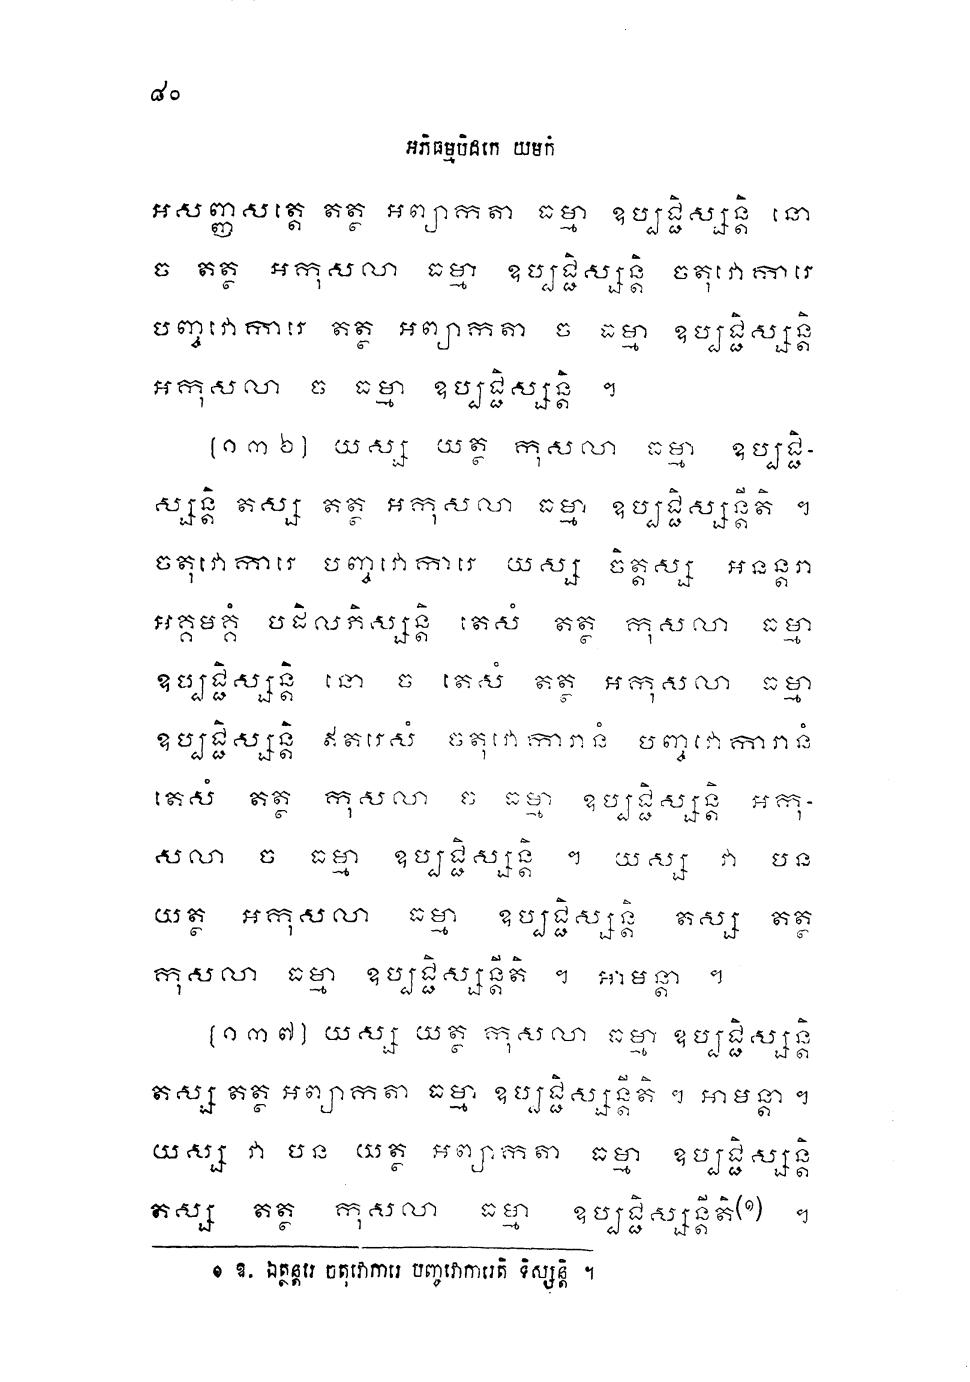 ៨០
អភិធម្មបិដកេ យមកំ
អសញ្ញសត្តេ តត្ថ អព្យាកតា ធម្មា ឧប្បជ្ជិស្សន្តិ នោ
ច តត្ថ អកុសលា ធម្មា ឧប្បជ្ជិស្សន្តិ ចតុវោការេ
បញ្ចវោការេ តត្ថ អព្យាកតា ច ធម្មា ឧប្បជ្ជិស្សន្តិ
អកុសលា ច ធម្មា ឧប្បជ្ជិស្សន្តិ ។
(១៣៦) យស្ស យត្ថ កុសលា ធម្មា ឧប្បជ្ជិ-
ស្សន្តិ តស្ស តត្ថ អកុសលា ធម្មា ឧប្បជ្ជិស្សន្តីតិ ។
ចតុវោការេ បញ្ចវោការេ យស្ស ចិត្តស្ស អនន្តរា
អគ្គមគ្គំ បដិលភិស្សន្តិ តេសំ តត្ថ កុសលា ធម្មា
ឧប្បជ្ជិស្សន្តិ នោ ច តេសំ តត្ថ អកុសលា ធម្មា
ឧប្បជ្ជិស្សន្តិ ឥតរេសំ ចតុវោការានំ បញ្ចវោការានំ
តេសំ តត្ថ កុសលា ច ធម្មា ឧប្បជ្ជិស្សន្តិ អកុ-
សលា ច ធម្មា ឧប្បជ្ជិស្សន្តិ ។ យស្ស វា បន
យត្ថ អកុសលា ធម្មា ឧប្បជ្ជិស្សន្តិ តស្ស តត្ថ
កុសលា ធម្មា ឧប្បជ្ជិស្សន្តីតិ ។ អាមន្តា ។
(១៣៧) យស្ស យត្ថ កុសលា ធម្មា ឧប្បជ្ជិស្សន្តិ
តស្ស តត្ថ អព្យាកតា ធម្មា ឧប្បជ្ជិស្សន្តីតិ ។ អាមន្តា ។
យស្ស វា បន យត្ថ អព្យាកតា ធម្មា ឧប្បជ្ជិស្សន្តិ
តស្ស តត្ថ កុសលា ធម្មា ឧប្បជ្ជិស្សន្តីតិ(១) ។
១ ឧ. ឯត្ថន្តរេ ចតុវោការេ បញ្ចវោការេតិ ទិស្សន្តិ ។